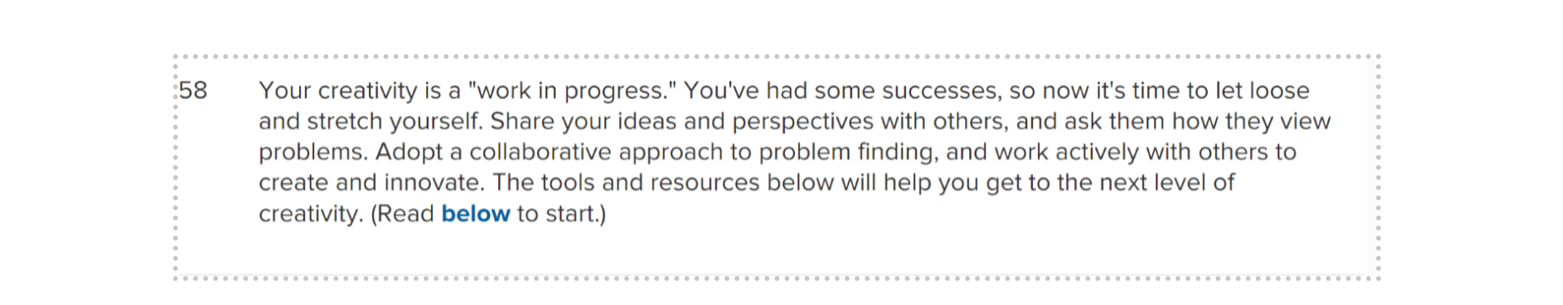 58 Your creativity is a "work in progress." You've had some successes, so now it's time to let loose
and stretch yourself. Share your ideas and perspectives with others, and ask them how they view
problems. Adopt a collaborative approach to problem finding, and work actively with others to
create and innovate. The tools and resources below will help you get to the next level of
creativity. (Read below to start.)